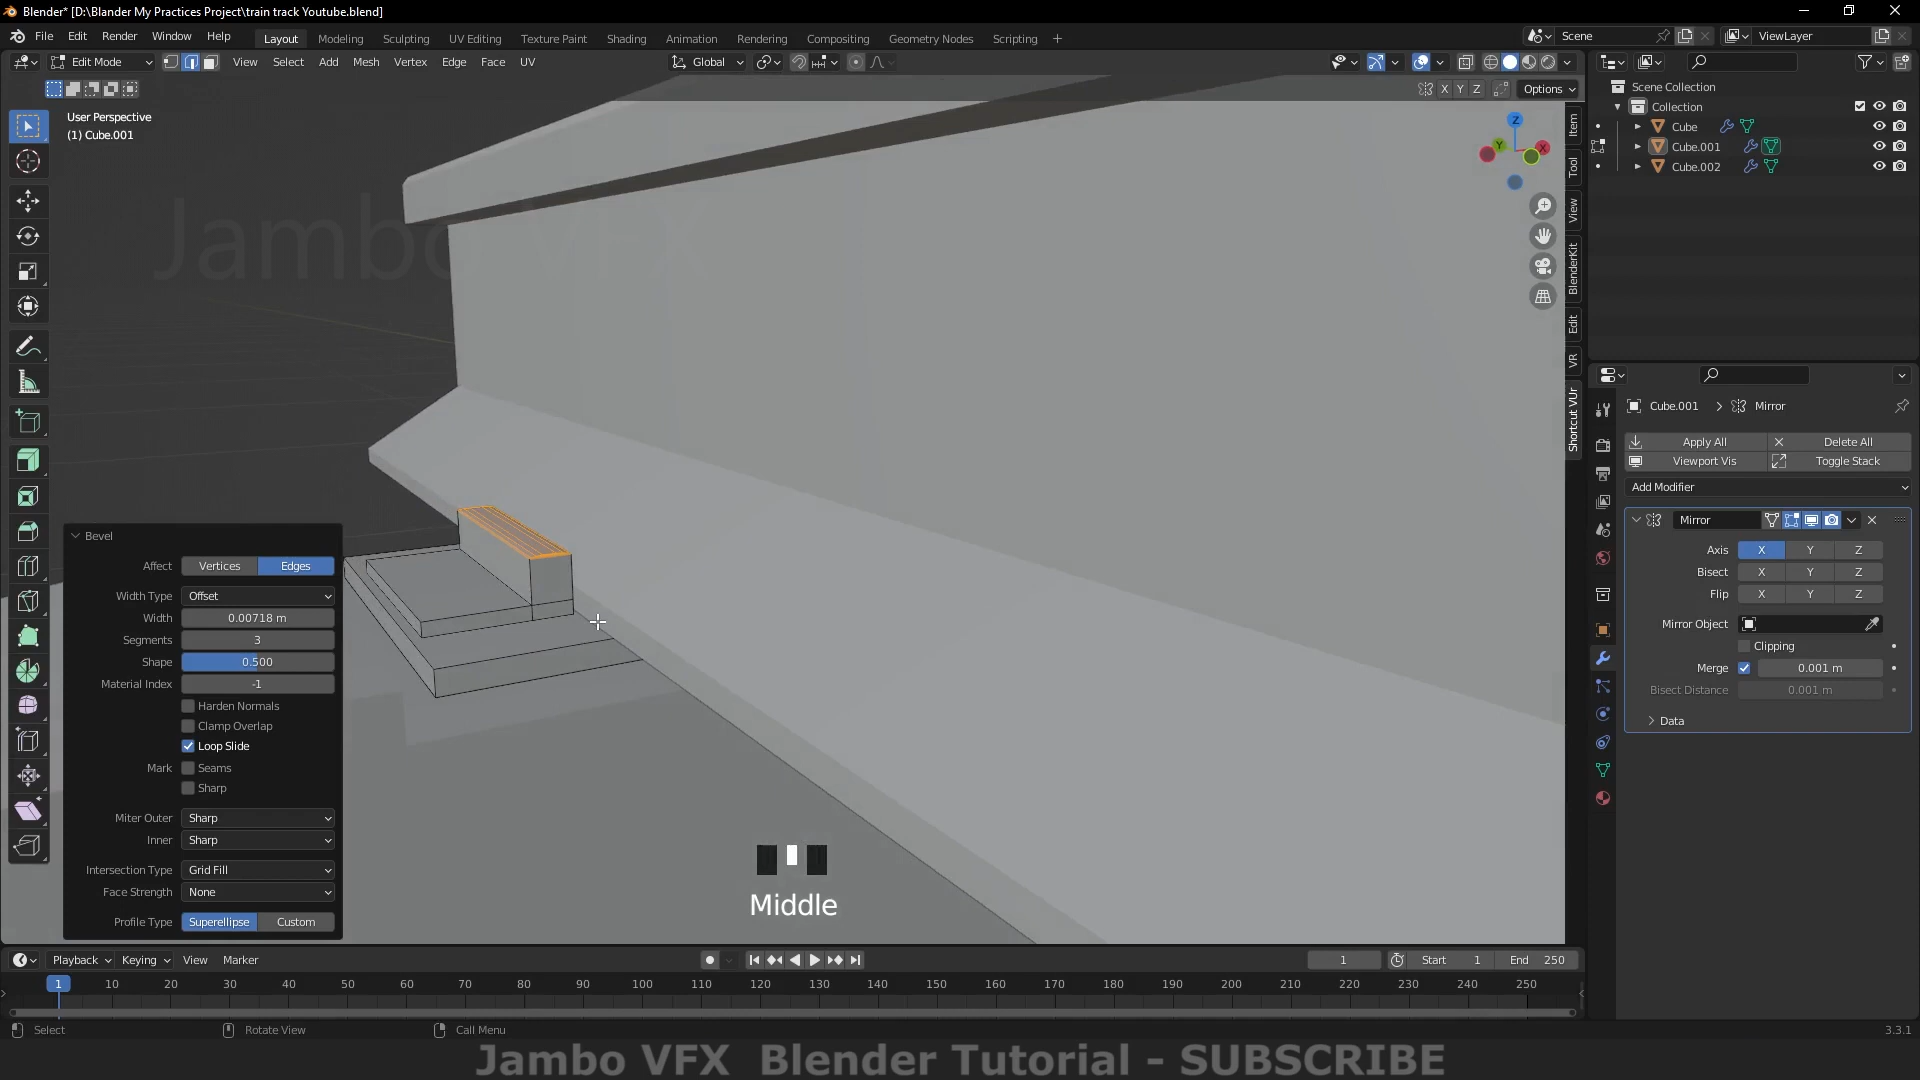 Blender* [D:\Blander My Practices Project\train track Youtube.blend]
File Edit Render Window Help Layout Modeling Sculpting UV Editing Texture Paint Shading Animation Rendering Compositing Geometry Nodes Scripting + Scene ViewLayer
Edit Mode View Select Add Mesh Vertex Edge Face UV Global
X Y Z Options
User Perspective
(1) Cube.001
Jambo VFX
Z
Y
X
Item
Tool
View
BlenderKit
Edit
VR
Shortcut VUr
Scene Collection
Collection
Cube
Cube.001
Cube.002
Cube.001 > Mirror
Apply All Delete All
Viewport Vis Toggle Stack
Add Modifier
Mirror
Axis X Y Z
Bisect X Y Z
Flip X Y Z
Mirror Object
Clipping
Merge 0.001 m
Bisect Distance 0.001 m
Data
Bevel
Affect Vertices Edges
Width Type Offset
Width 0.00718 m
Segments 3
Shape 0.500
Material Index -1
Harden Normals
Clamp Overlap
Loop Slide
Mark Seams
Sharp
Miter Outer Sharp
Inner Sharp
Intersection Type Grid Fill
Face Strength None
Profile Type Superellipse Custom
Middle
Playback Keying View Marker 1 Start 1 End 250
1 10 20 30 40 50 60 70 80 90 100 110 120 130 140 150 160 170 180 190 200 210 220 230 240 250
Select Rotate View Call Menu 3.3.1
Jambo VFX Blender Tutorial - SUBSCRIBE